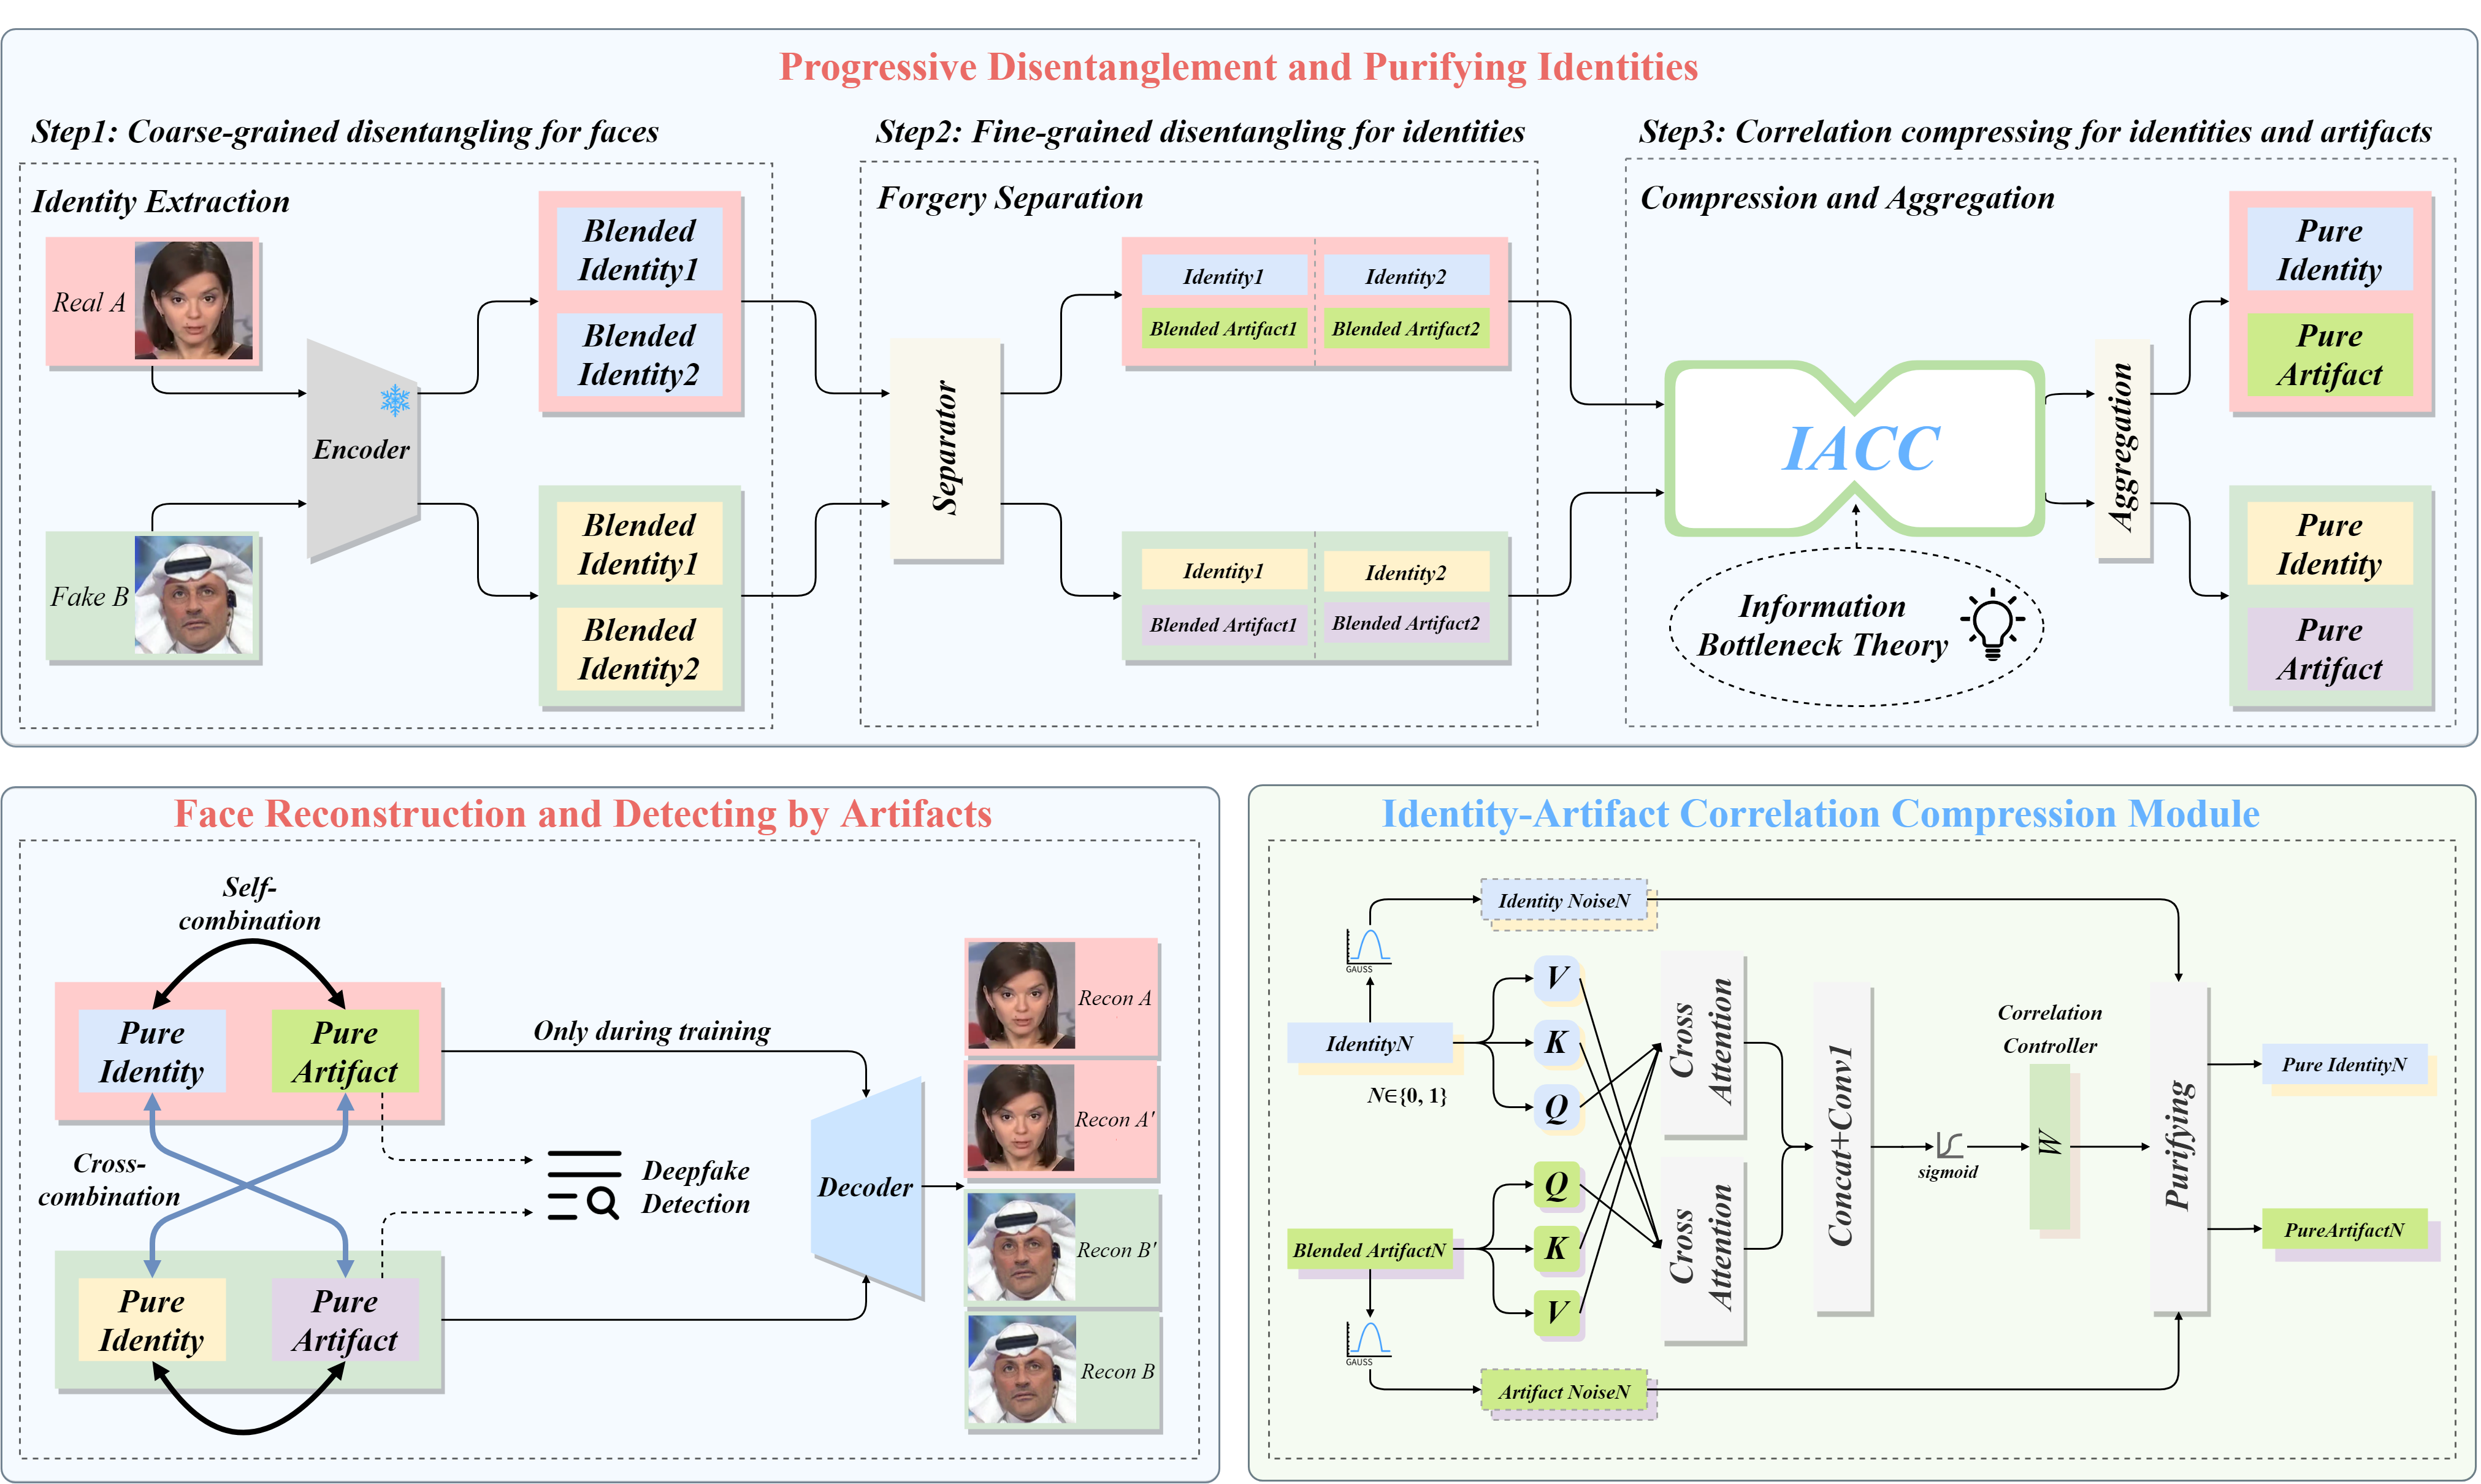 Progressive Disentanglement and Purifying Identities
Step1: Coarse-grained disentangling for faces
Identity Extraction
Real A
Fake B
Encoder
Blended
Identity1
Blended
Identity2
Blended
Identity1
Blended
Identity2
Step2: Fine-grained disentangling for identities
Forgery Separation
Separator
Identity1
Identity2
Blended Artifact1
Blended Artifact2
Identity1
Identity2
Blended Artifact1
Blended Artifact2
Step3: Correlation compressing for identities and artifacts
Compression and Aggregation
IACC
Information
Bottleneck Theory
Aggregation
Pure
Identity
Pure
Artifact
Pure
Identity
Pure
Artifact
Face Reconstruction and Detecting by Artifacts
Self-
combination
Pure
Identity
Pure
Artifact
Cross-
combination
Pure
Identity
Pure
Artifact
Only during training
Deepfake
Detection
Decoder
Recon A
Recon A'
Recon B'
Recon B
Identity-Artifact Correlation Compression Module
Identity NoiseN
GAUSS
IdentityN
N∈{0, 1}
V
K
Q
Q
K
V
Blended ArtifactN
GAUSS
Artifact NoiseN
Cross
Attention
Cross
Attention
Concat+Conv1
sigmoid
Correlation
Controller
W
Purifying
Pure IdentityN
PureArtifactN